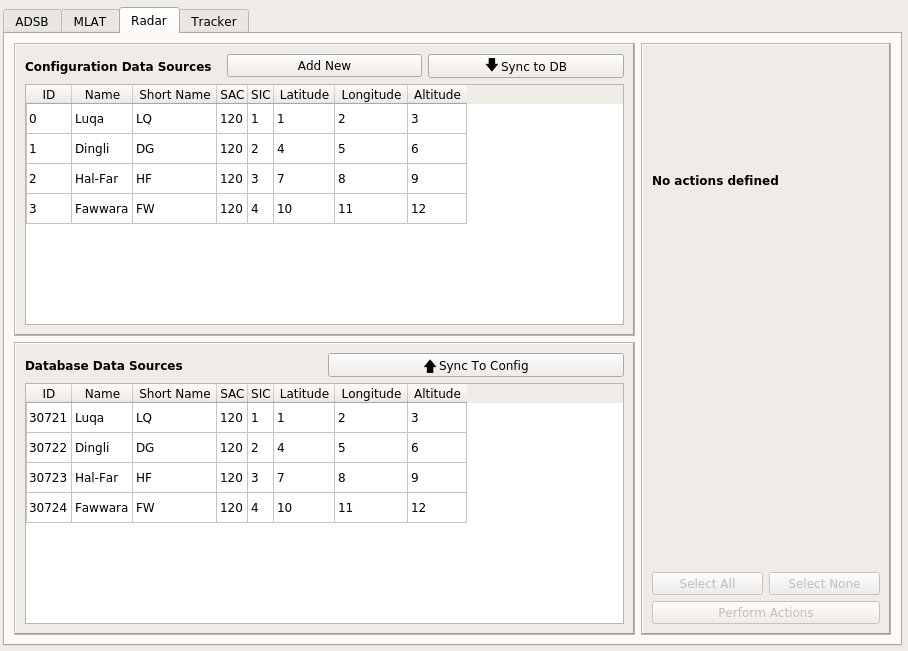 ADSB MLAT Radar Tracker
Configuration Data Sources Add New Sync to DB
ID Name Short Name SAC SIC Latitude Longitude Altitude
0 Luqa LQ 120 1 1 2 3
1 Dingli DG 120 2 4 5 6
2 Hal-Far HF 120 3 7 8 9
3 Fawwara FW 120 4 10 11 12
No actions defined
Database Data Sources Sync To Config
ID Name Short Name SAC SIC Latitude Longitude Altitude
30721 Luqa LQ 120 1 1 2 3
30722 Dingli DG 120 2 4 5 6
30723 Hal-Far HF 120 3 7 8 9
30724 Fawwara FW 120 4 10 11 12
Select All Select None
Perform Actions